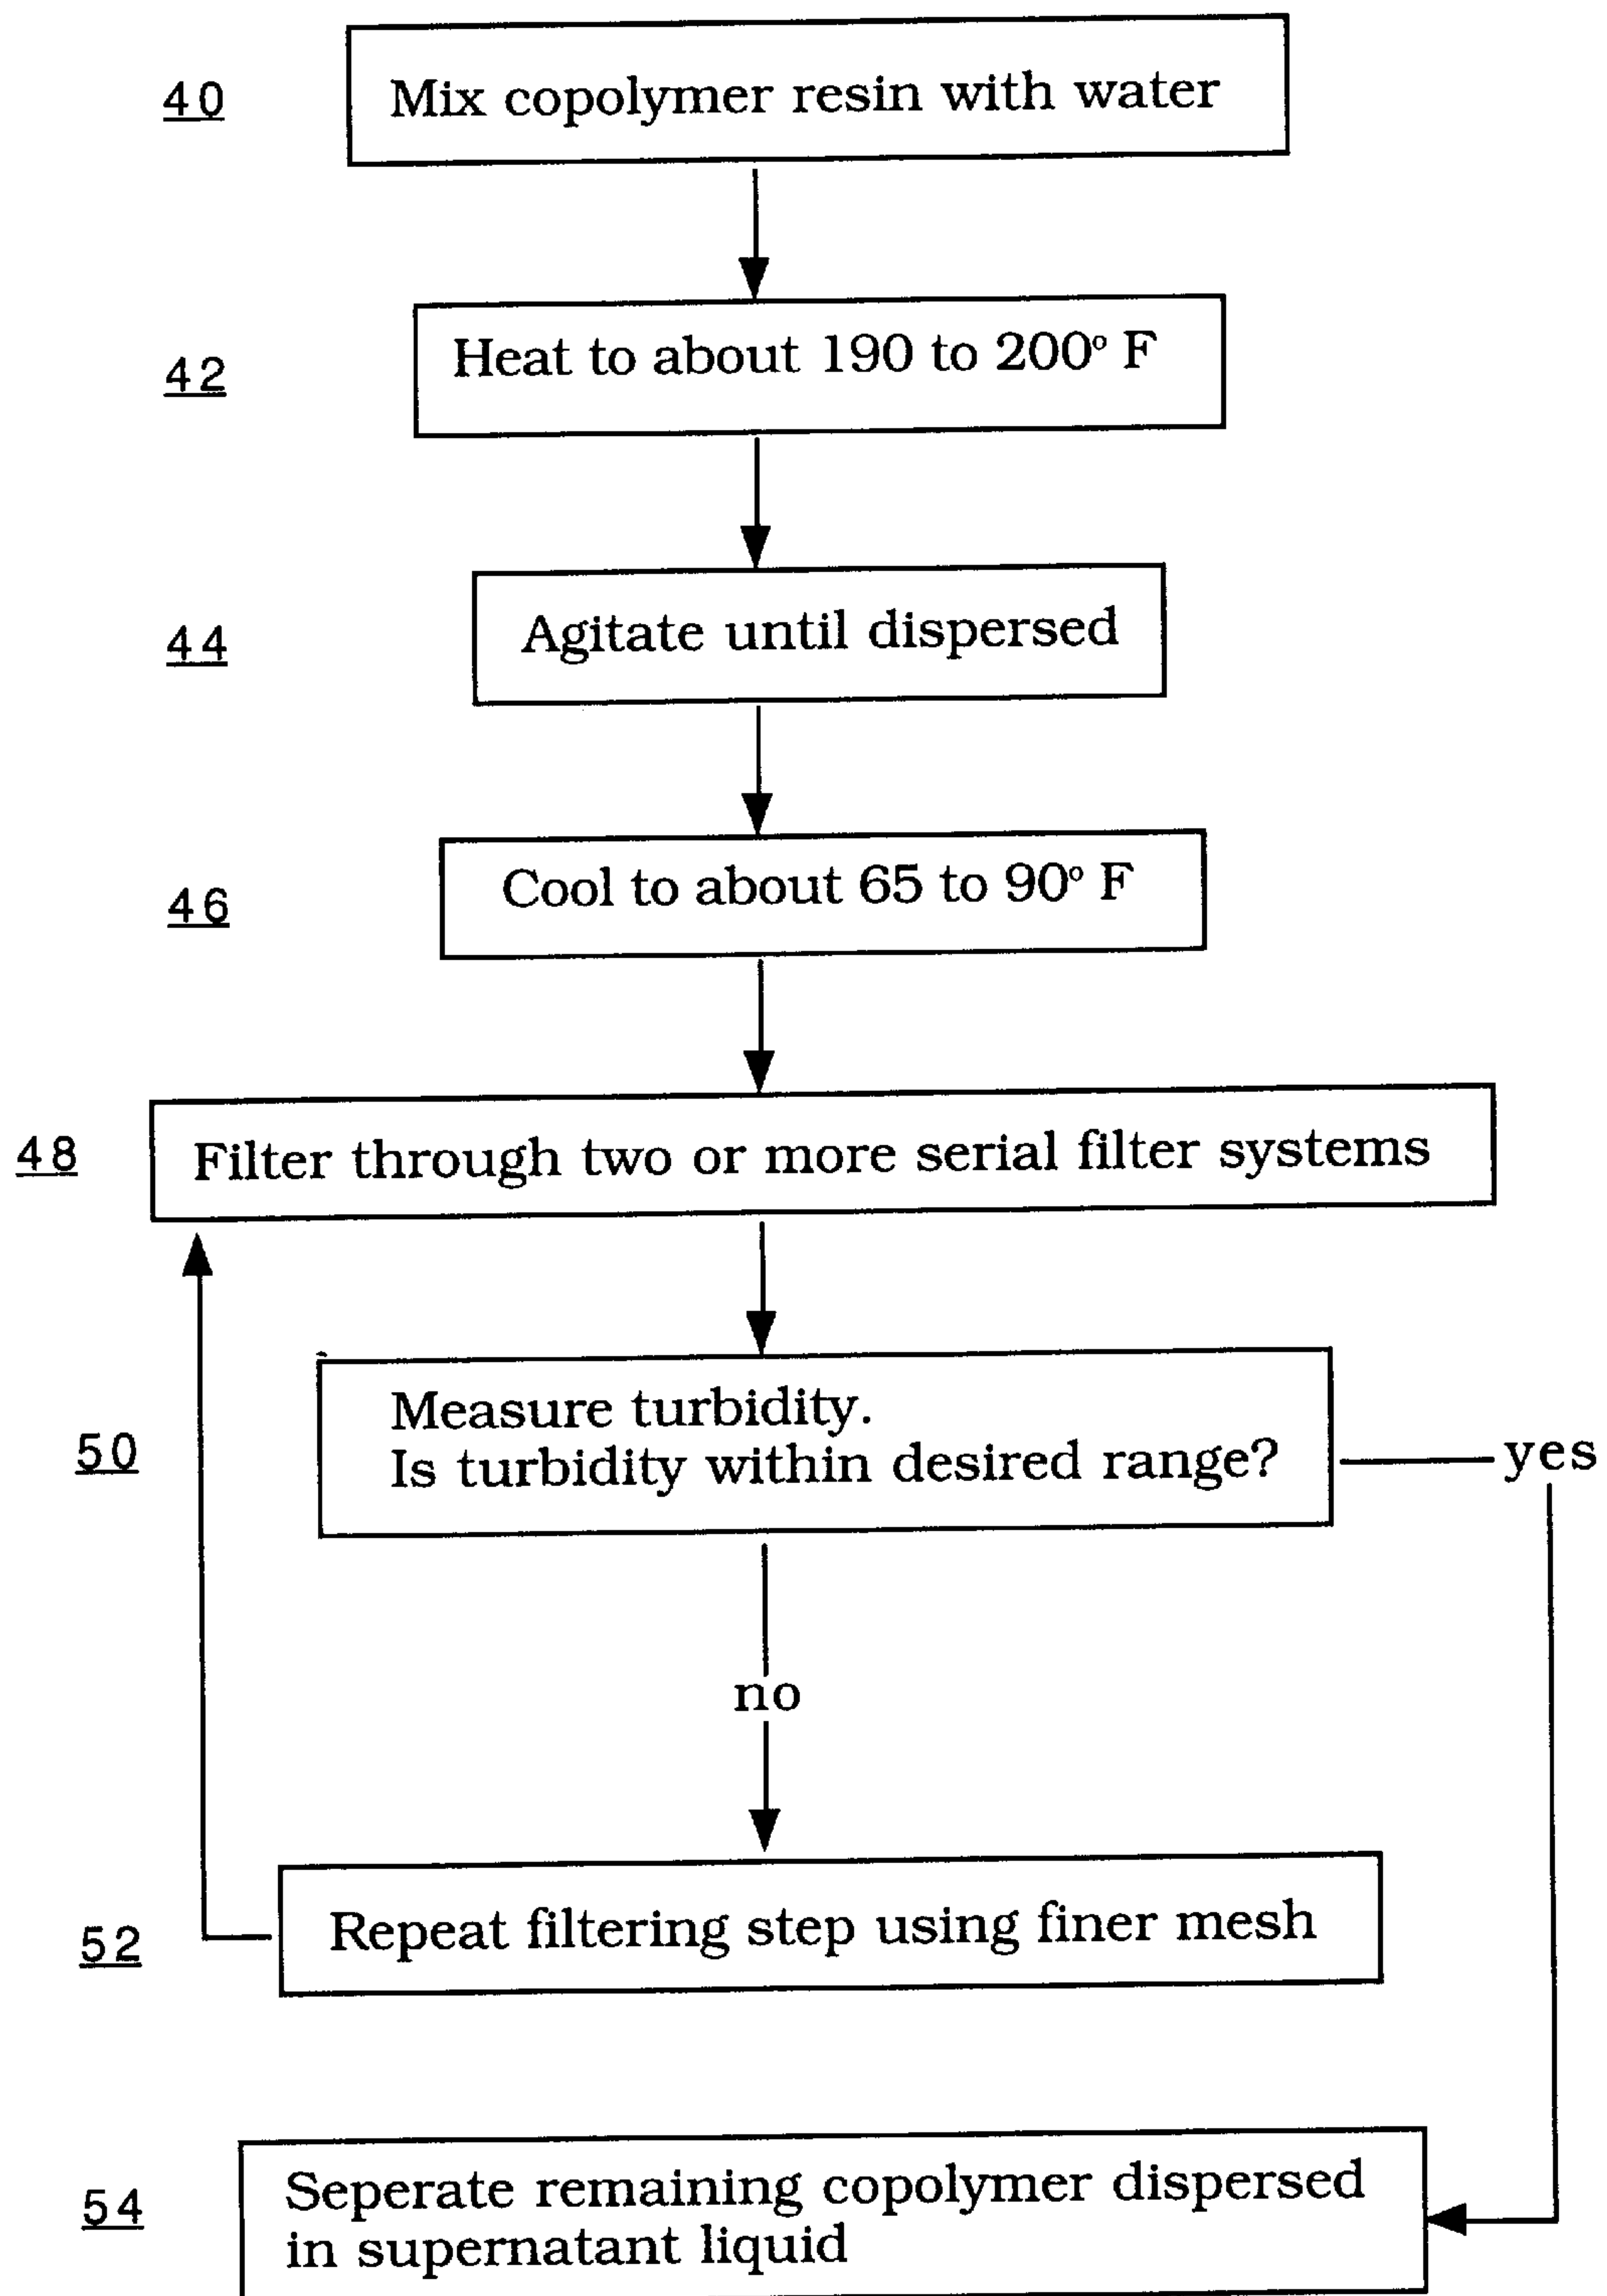 40
Mix copolymer resin with water
42
Heat to about 190 to 200° F
44
Agitate until dispersed
46
Cool to about 65 to 90° F
48
Filter through two or more serial filter systems
50
Measure turbidity.
Is turbidity within desired range?
yes
no
52
Repeat filtering step using finer mesh
54
Seperate remaining copolymer dispersed
in supernatant liquid